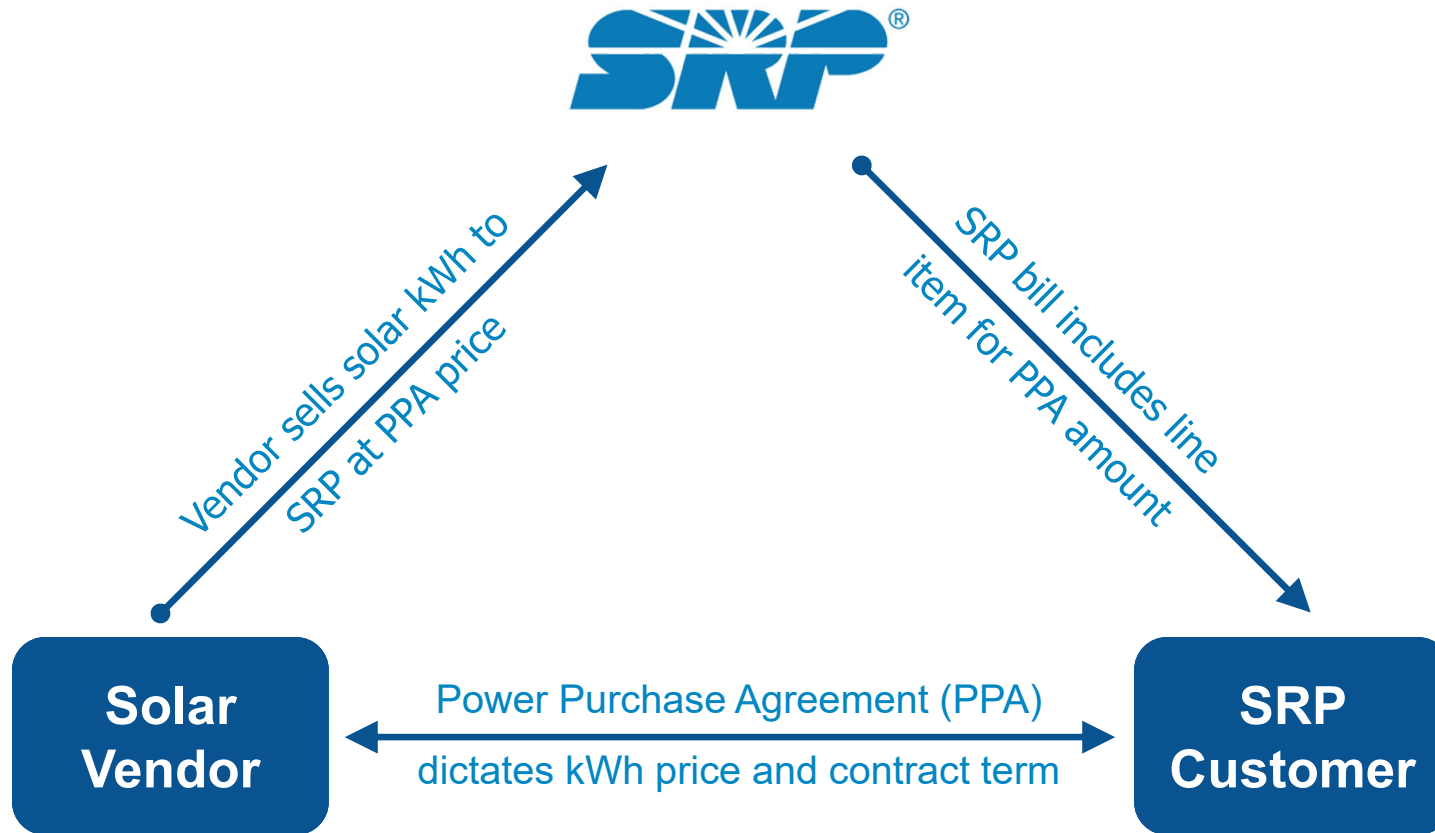 SRP®
Vendor sells solar kWh to
SRP at PPA price
SRP bill includes line
item for PPA amount
Solar
Vendor
Power Purchase Agreement (PPA)
dictates kWh price and contract term
SRP
Customer